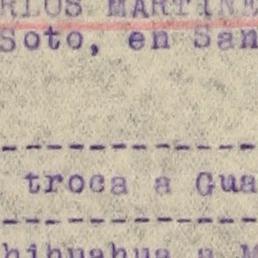 RLOS MARTINE
Soto, en San
-----------
troca a Gua
-----------
hihuahua a M